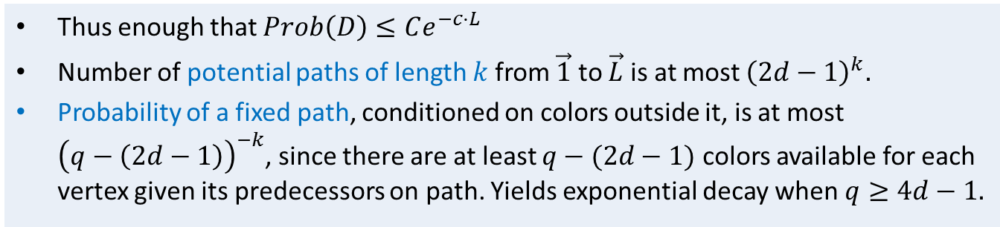 • Thus enough that $Prob(D) \leq Ce^{-c \cdot L}$
• Number of potential paths of length $k$ from $\vec{1}$ to $\vec{L}$ is at most $(2d-1)^k$.
• Probability of a fixed path, conditioned on colors outside it, is at most
$(q-(2d-1))^{-k}$, since there are at least $q-(2d-1)$ colors available for each
vertex given its predecessors on path. Yields exponential decay when $q \geq 4d-1$.